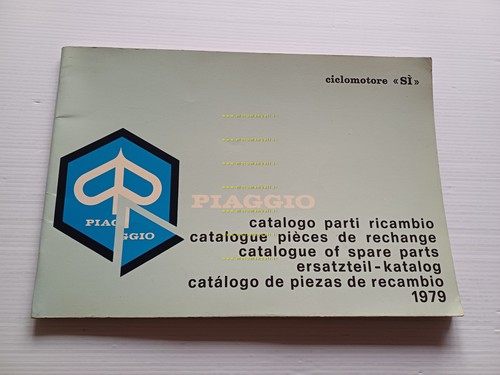 ciclomotore «SÌ»
PIAGGIO
PIAGGIO
catalogo parti ricambio
catalogue pièces de rechange
catalogue of spare parts
ersatzteil-katalog
catálogo de piezas de recambio
1979